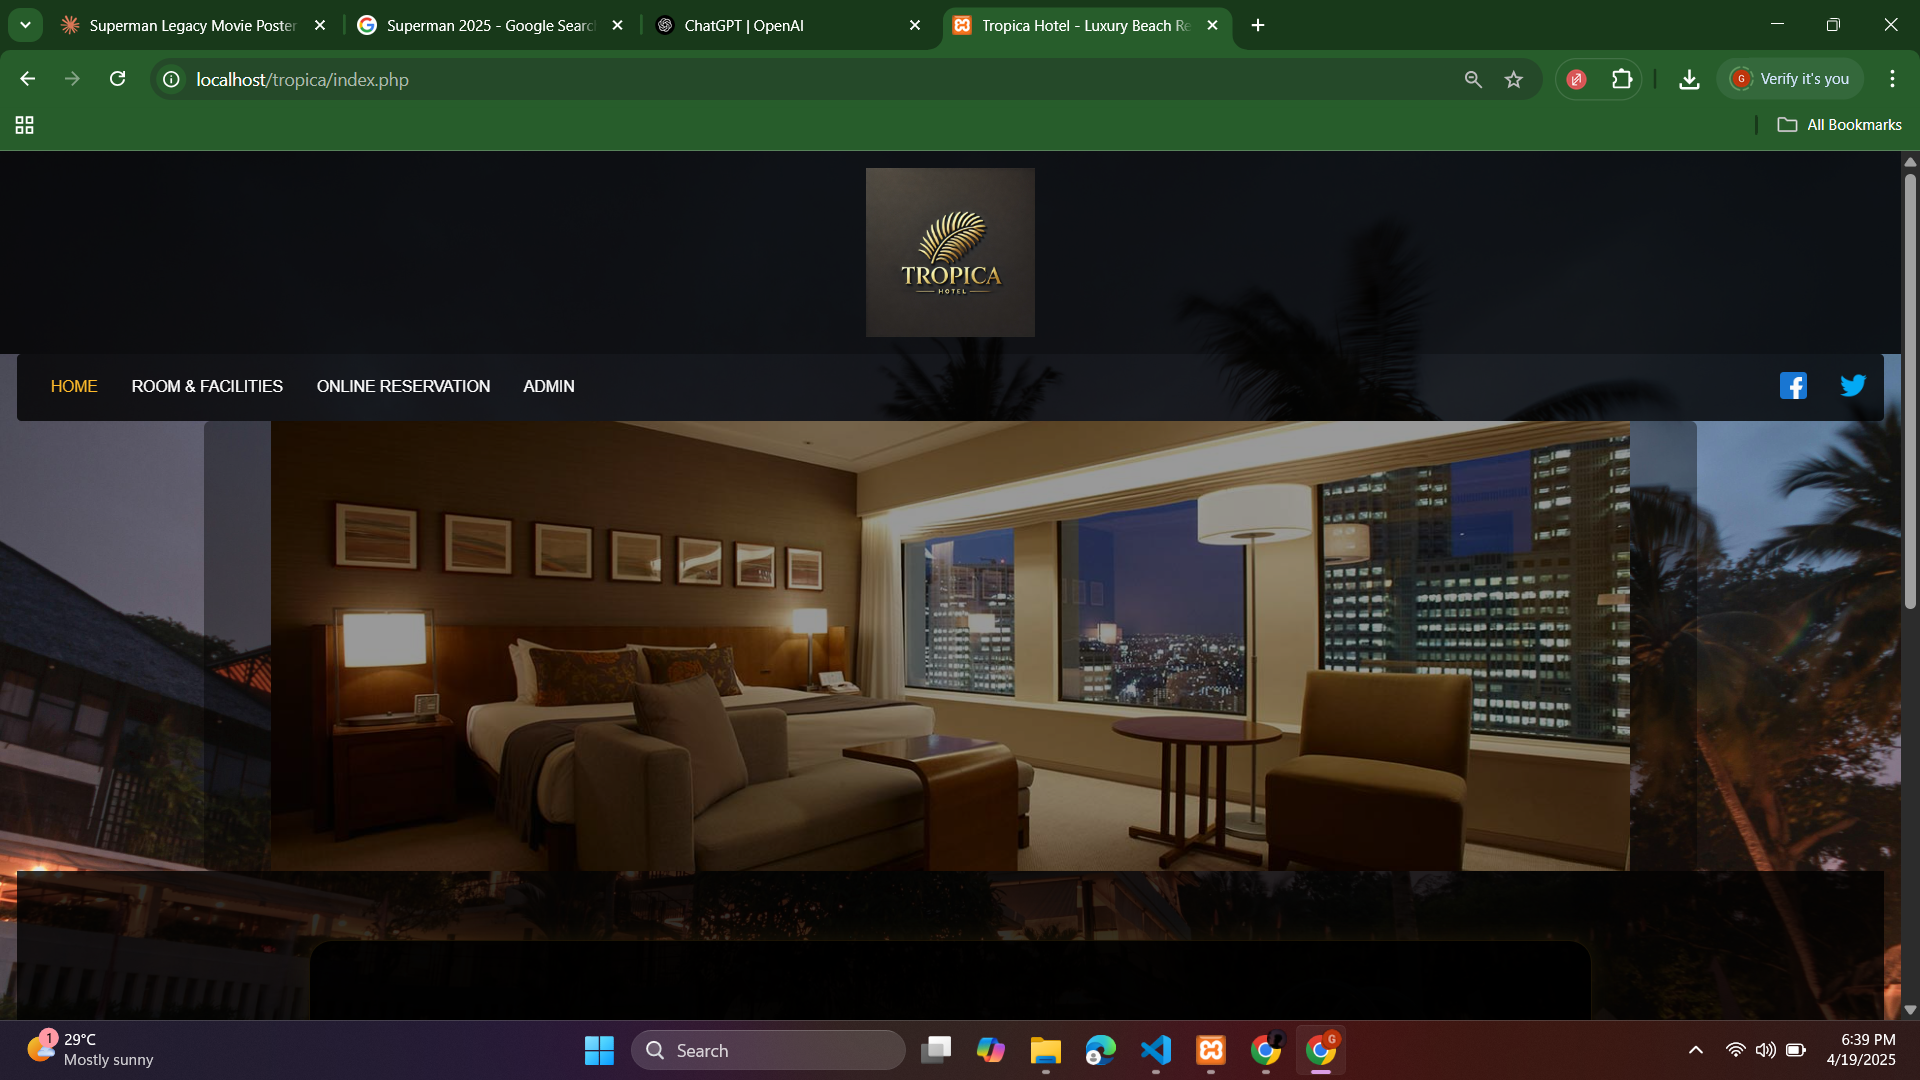 Superman Legacy Movie Poster
Superman 2025 - Google Searc
ChatGPT | OpenAI
Tropica Hotel - Luxury Beach Re
localhost/tropica/index.php
G
Verify it's you
All Bookmarks
TROPICA
HOTEL
HOME
ROOM & FACILITIES
ONLINE RESERVATION
ADMIN
1
29°C
Mostly sunny
Search
G
6:39 PM
4/19/2025